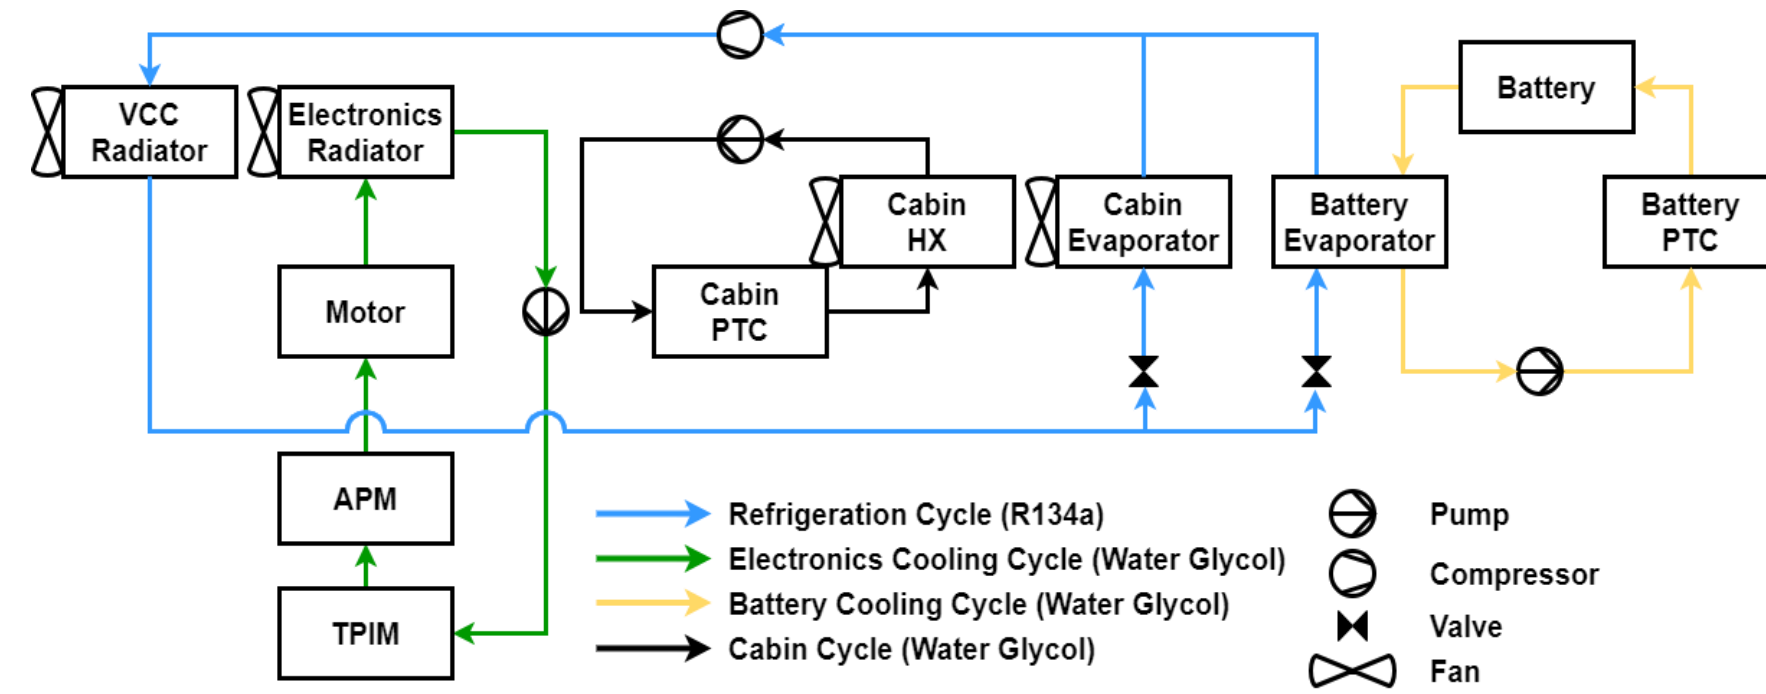 VCC
Radiator
Electronics
Radiator
Battery
Cabin
HX
Cabin
Evaporator
Battery
Evaporator
Battery
PTC
Motor
Cabin
PTC
APM
TPIM
Refrigeration Cycle (R134a)
Electronics Cooling Cycle (Water Glycol)
Battery Cooling Cycle (Water Glycol)
Cabin Cycle (Water Glycol)
Pump
Compressor
Valve
Fan